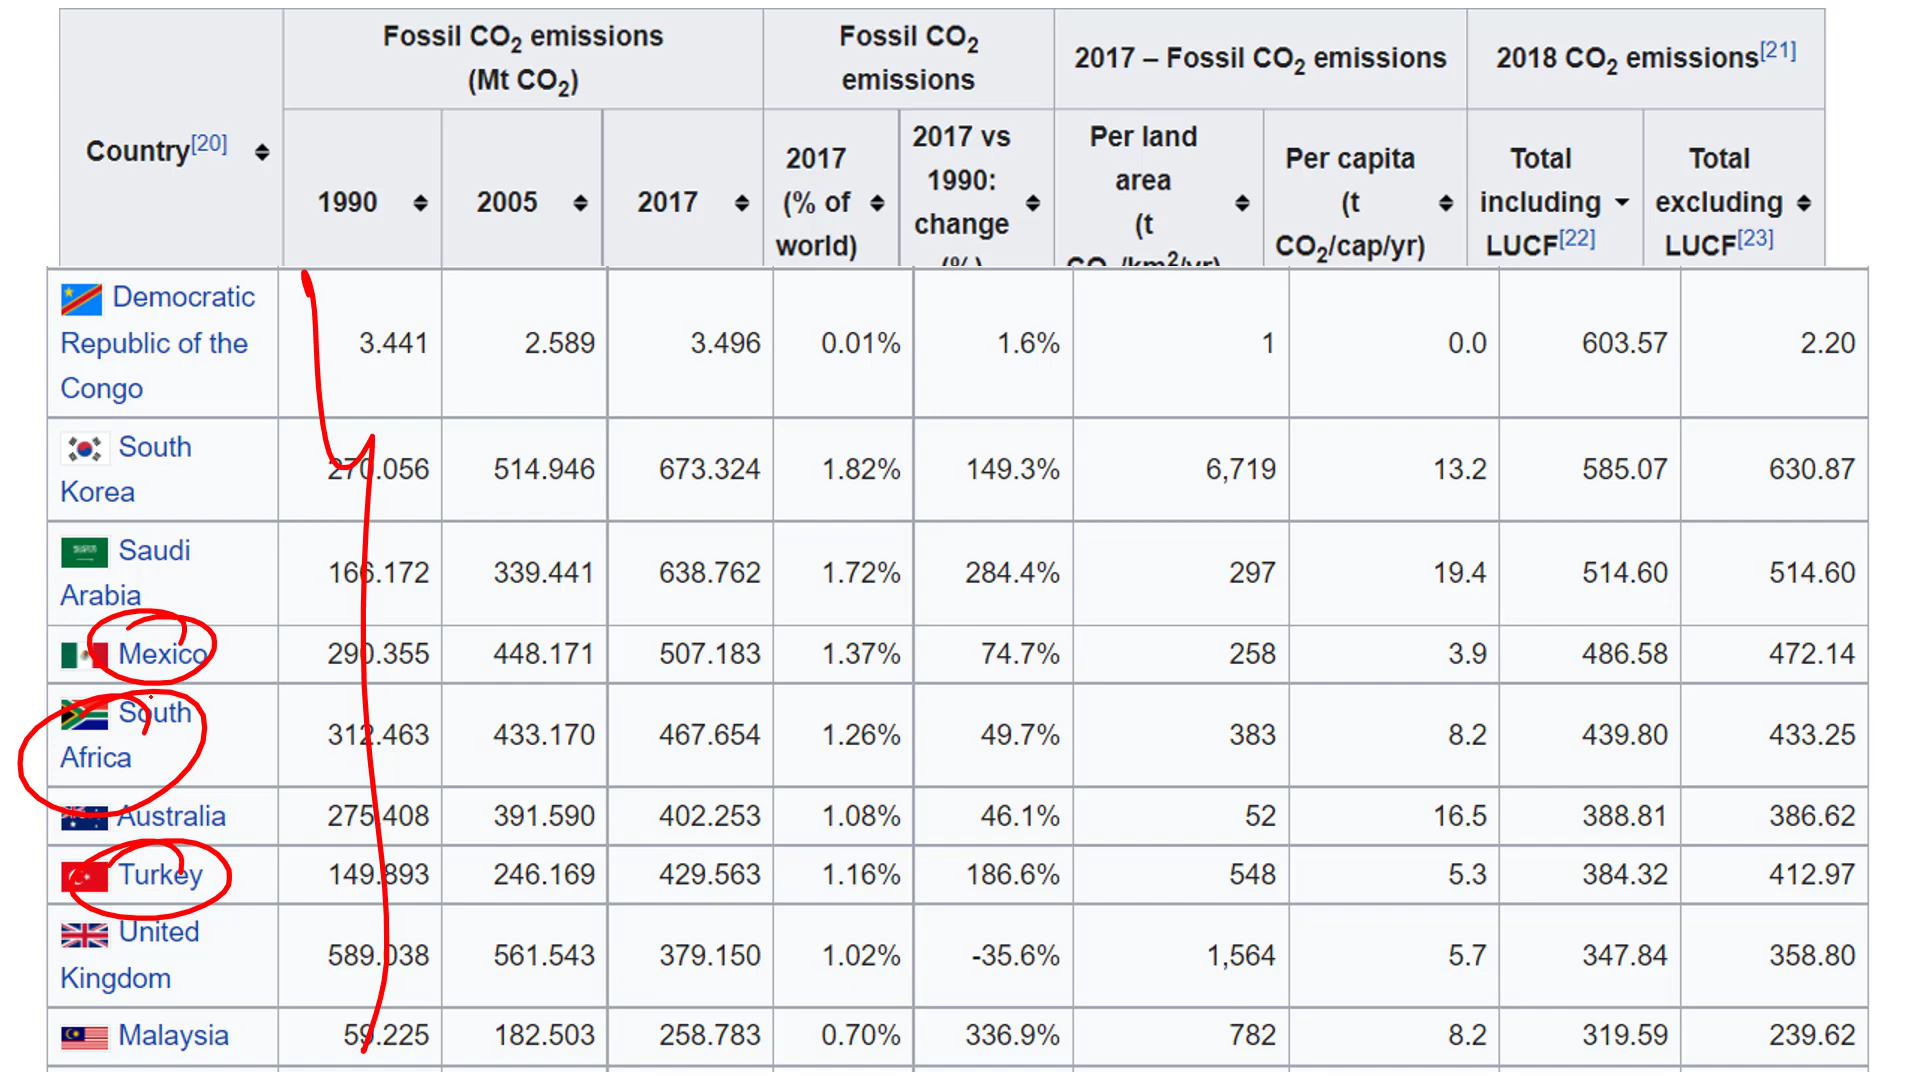 Fossil CO2 emissions
(Mt CO2)
Fossil CO2
emissions
2017 – Fossil CO2 emissions
2018 CO2 emissions[21]
Country[20]
1990
2005
2017
2017
(% of
world)
2017 vs
1990:
change
(%)
Per land
area
(t
CO2/km2/yr)
Per capita
(t
CO2/cap/yr)
Total
including
LUCF[22]
Total
excluding
LUCF[23]
Democratic
Republic of the
Congo
3.441 2.589 3.496 0.01% 1.6% 1 0.0 603.57 2.20
South
Korea
270.056 514.946 673.324 1.82% 149.3% 6,719 13.2 585.07 630.87
Saudi
Arabia
166.172 339.441 638.762 1.72% 284.4% 297 19.4 514.60 514.60
Mexico 290.355 448.171 507.183 1.37% 74.7% 258 3.9 486.58 472.14
South
Africa
312.463 433.170 467.654 1.26% 49.7% 383 8.2 439.80 433.25
Australia 275.408 391.590 402.253 1.08% 46.1% 52 16.5 388.81 386.62
Turkey 149.893 246.169 429.563 1.16% 186.6% 548 5.3 384.32 412.97
United
Kingdom
589.038 561.543 379.150 1.02% -35.6% 1,564 5.7 347.84 358.80
Malaysia 59.225 182.503 258.783 0.70% 336.9% 782 8.2 319.59 239.62